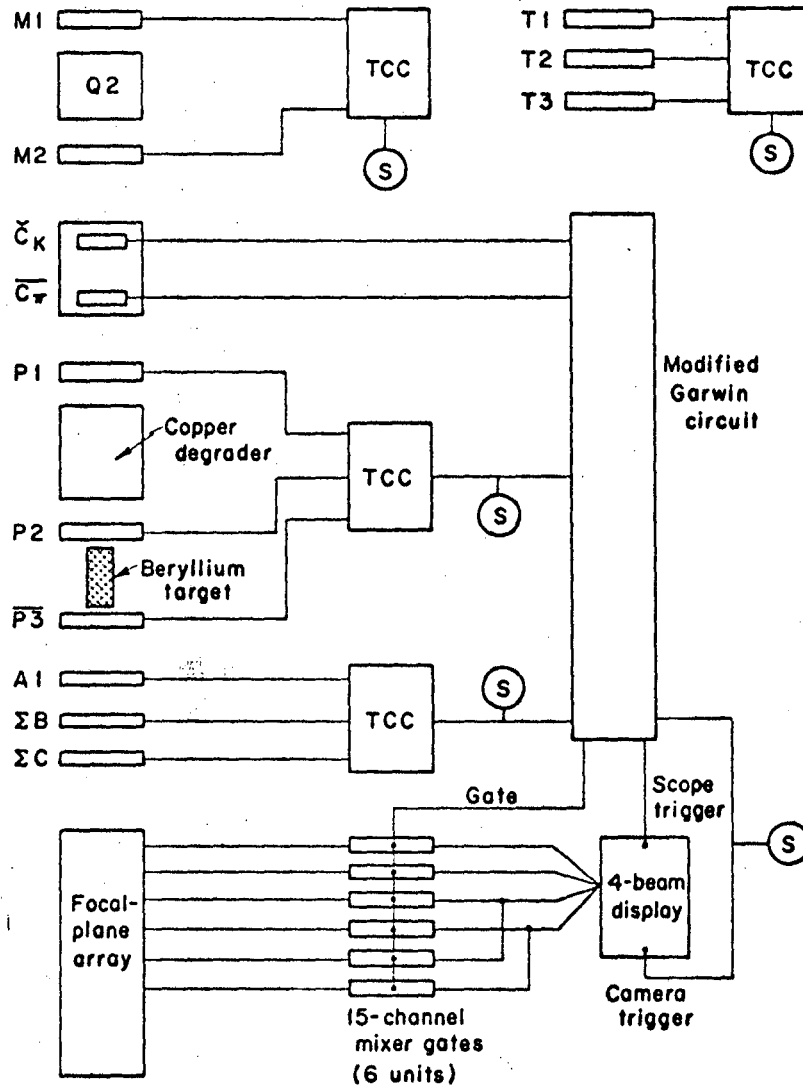 M1
TCC
Q2
M2
S
T1
T2
T3
TCC
S
Č_K
C̅_π̅
P1
Copper
degrader
TCC
S
Modified
Garwin
circuit
P2
Beryllium
target
P̅3̅
A1
ΣB
ΣC
TCC
S
Gate
Scope
trigger
S
Focal-
plane
array
4-beam
display
Camera
trigger
15-channel
mixer gates
(6 units)